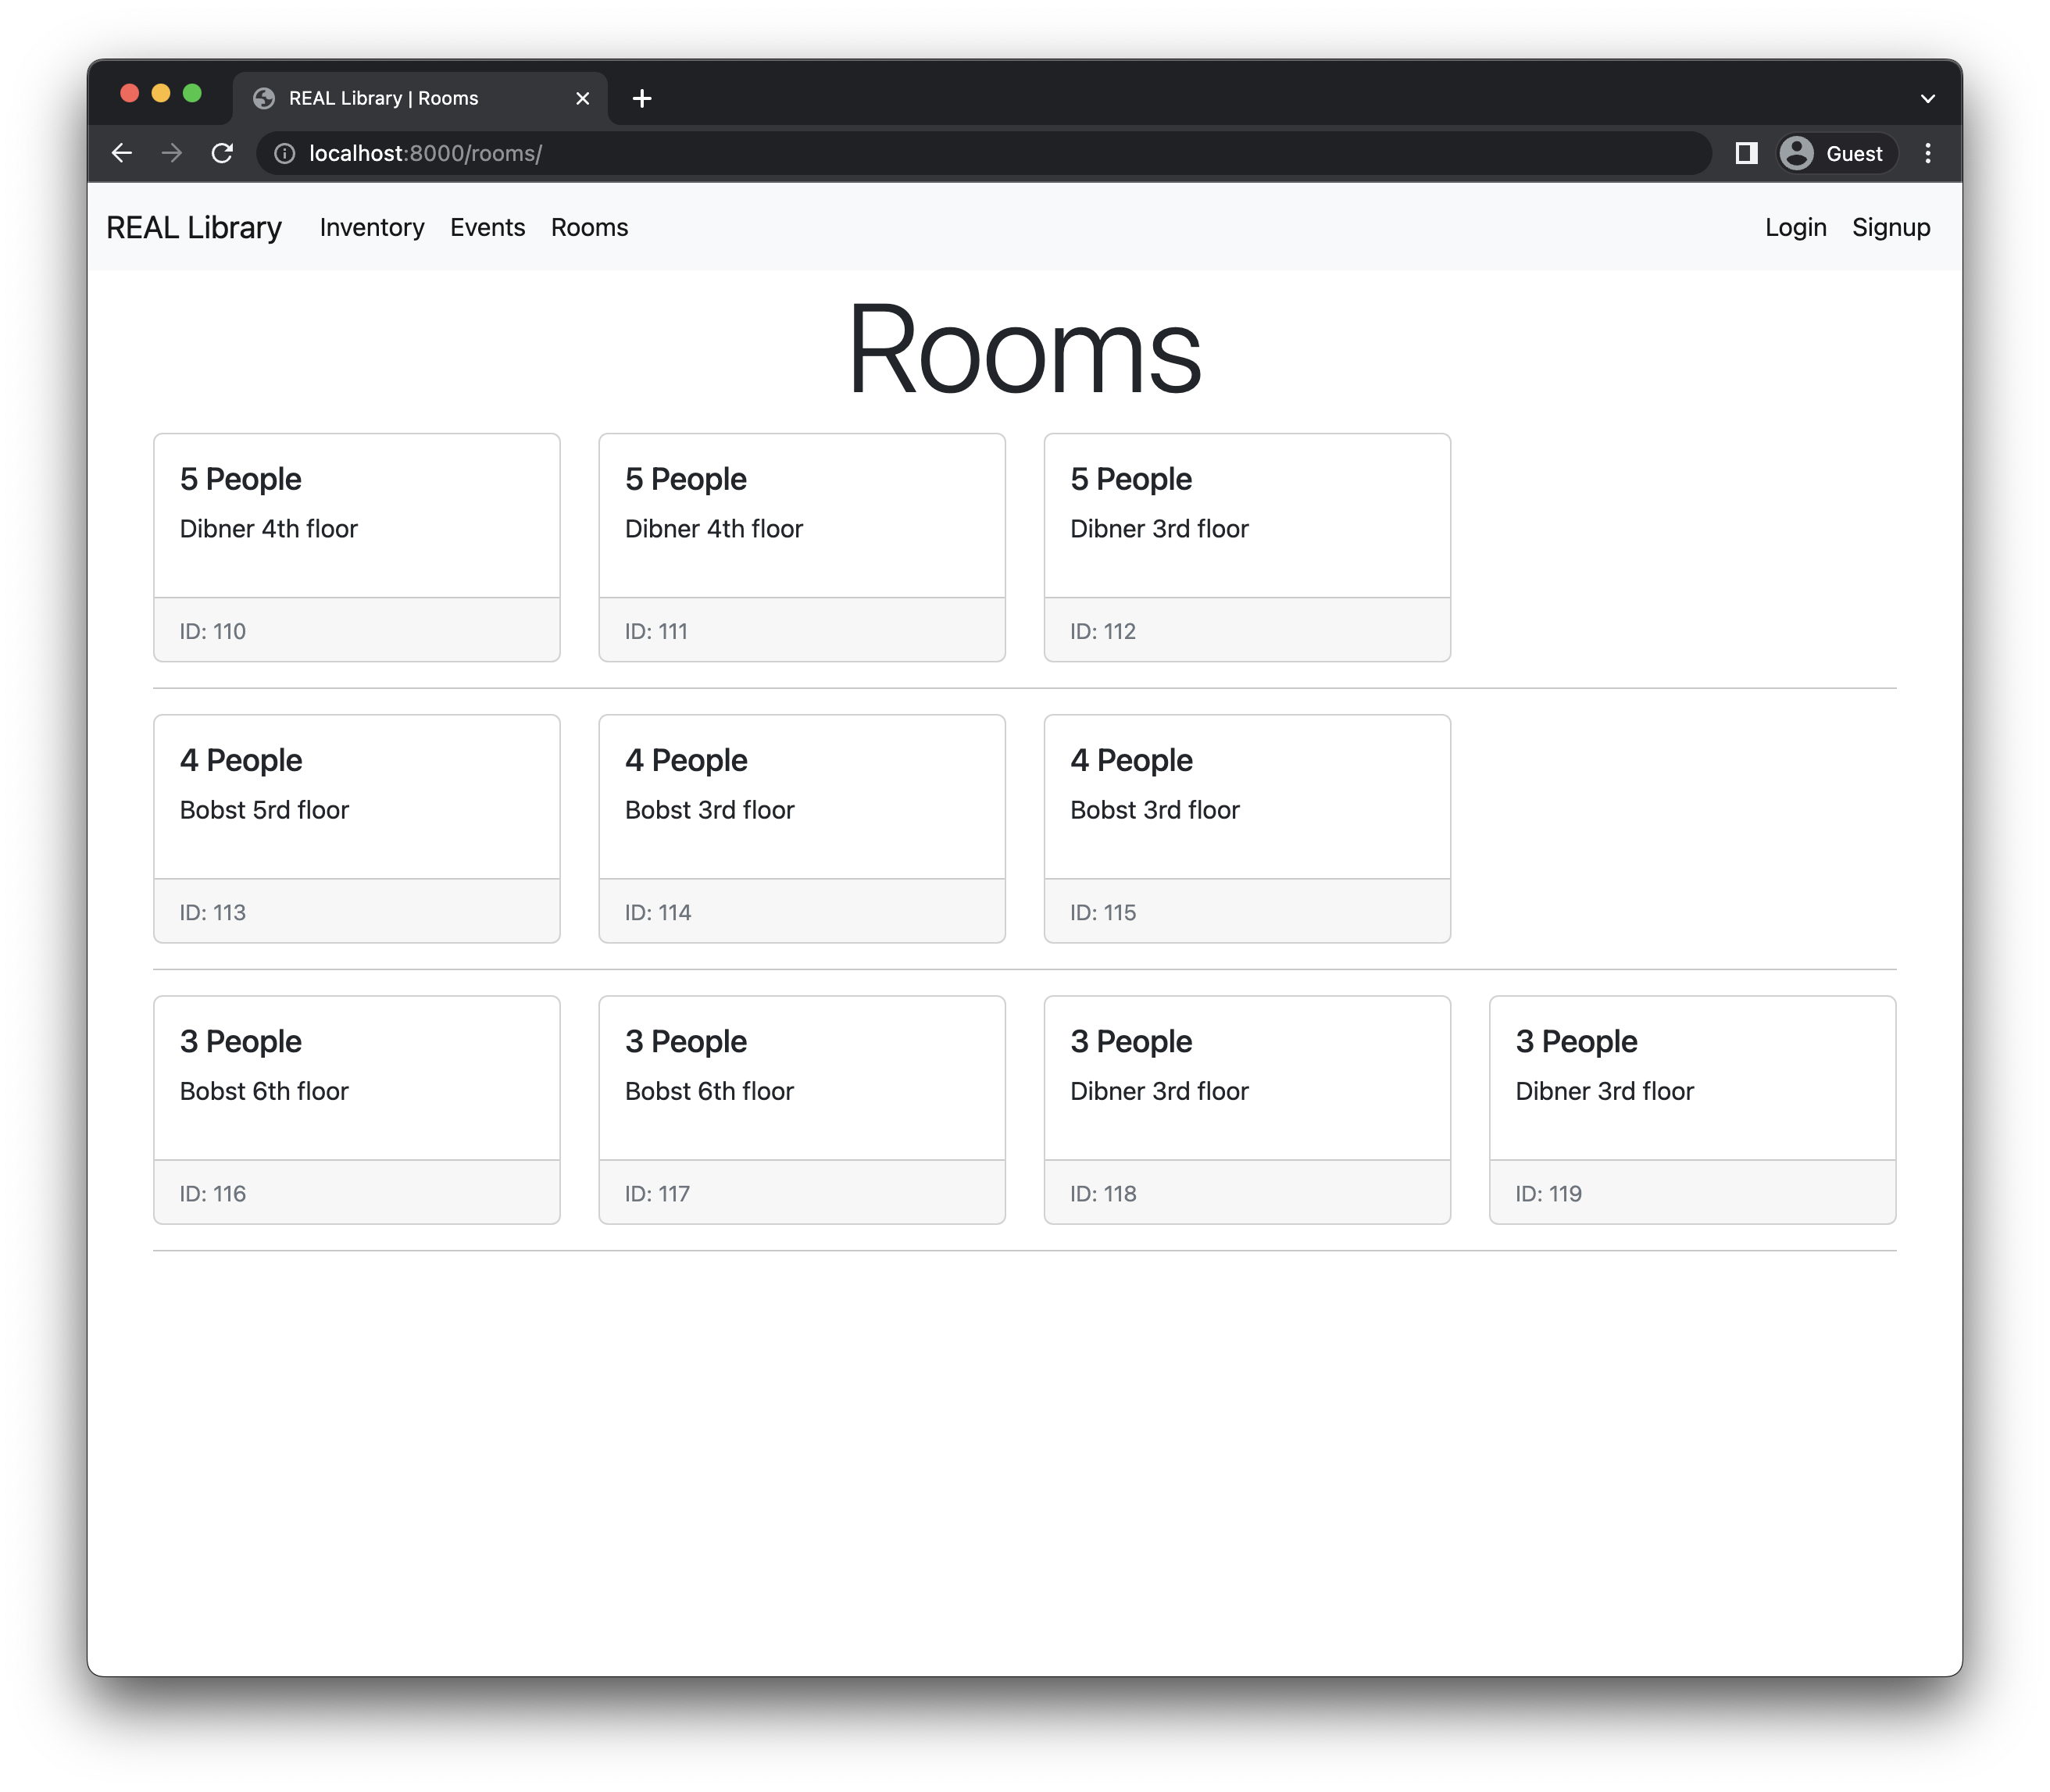 REAL Library | Rooms
localhost:8000/rooms/
Guest
REAL Library Inventory Events Rooms Login Signup
Rooms
5 People 5 People 5 People
Dibner 4th floor Dibner 4th floor Dibner 3rd floor
ID: 110 ID: 111 ID: 112
4 People 4 People 4 People
Bobst 5rd floor Bobst 3rd floor Bobst 3rd floor
ID: 113 ID: 114 ID: 115
3 People 3 People 3 People 3 People
Bobst 6th floor Bobst 6th floor Dibner 3rd floor Dibner 3rd floor
ID: 116 ID: 117 ID: 118 ID: 119